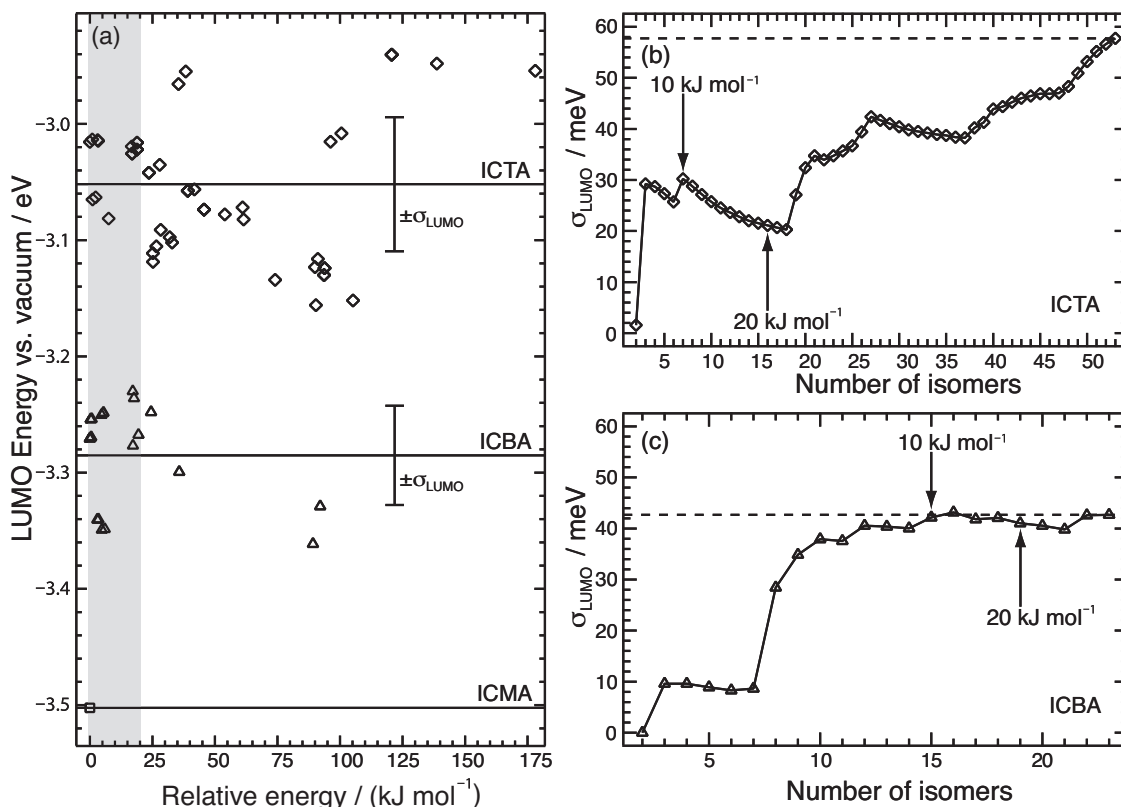 (a)
LUMO Energy vs. vacuum / eV
−3.0
−3.1
−3.2
−3.3
−3.4
−3.5
ICTA
±σLUMO
ICBA
±σLUMO
ICMA
0 25 50 75 100 125 150 175
Relative energy / (kJ mol⁻¹)
(b)
σLUMO / meV
60
50
40
30
20
10
0
10 kJ mol⁻¹
20 kJ mol⁻¹
ICTA
5 10 15 20 25 30 35 40 45 50
Number of isomers
(c)
σLUMO / meV
60
50
40
30
20
10
0
10 kJ mol⁻¹
20 kJ mol⁻¹
ICBA
5 10 15 20
Number of isomers